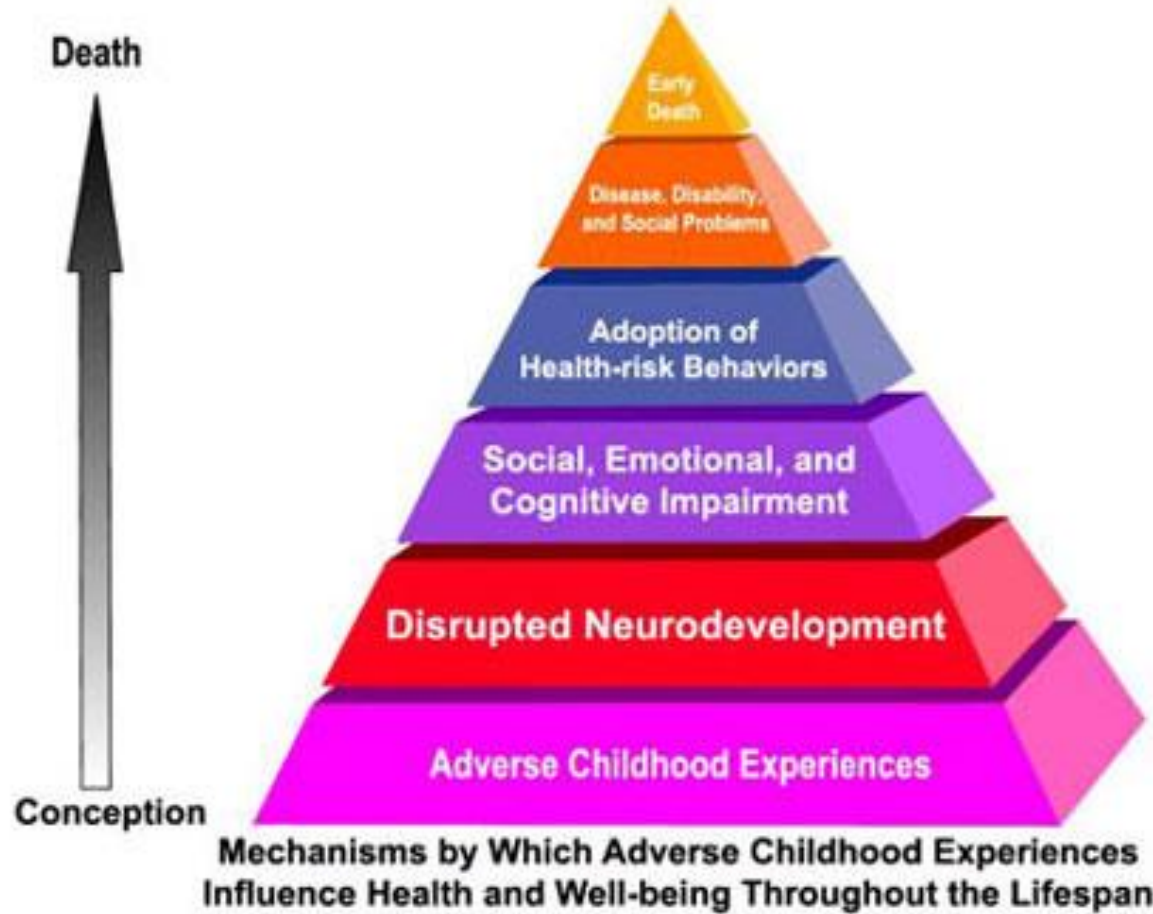 Death
Early
Death
Disease, Disability,
and Social Problems
Adoption of
Health-risk Behaviors
Social, Emotional, and
Cognitive Impairment
Disrupted Neurodevelopment
Adverse Childhood Experiences
Conception
Mechanisms by Which Adverse Childhood Experiences
Influence Health and Well-being Throughout the Lifespan